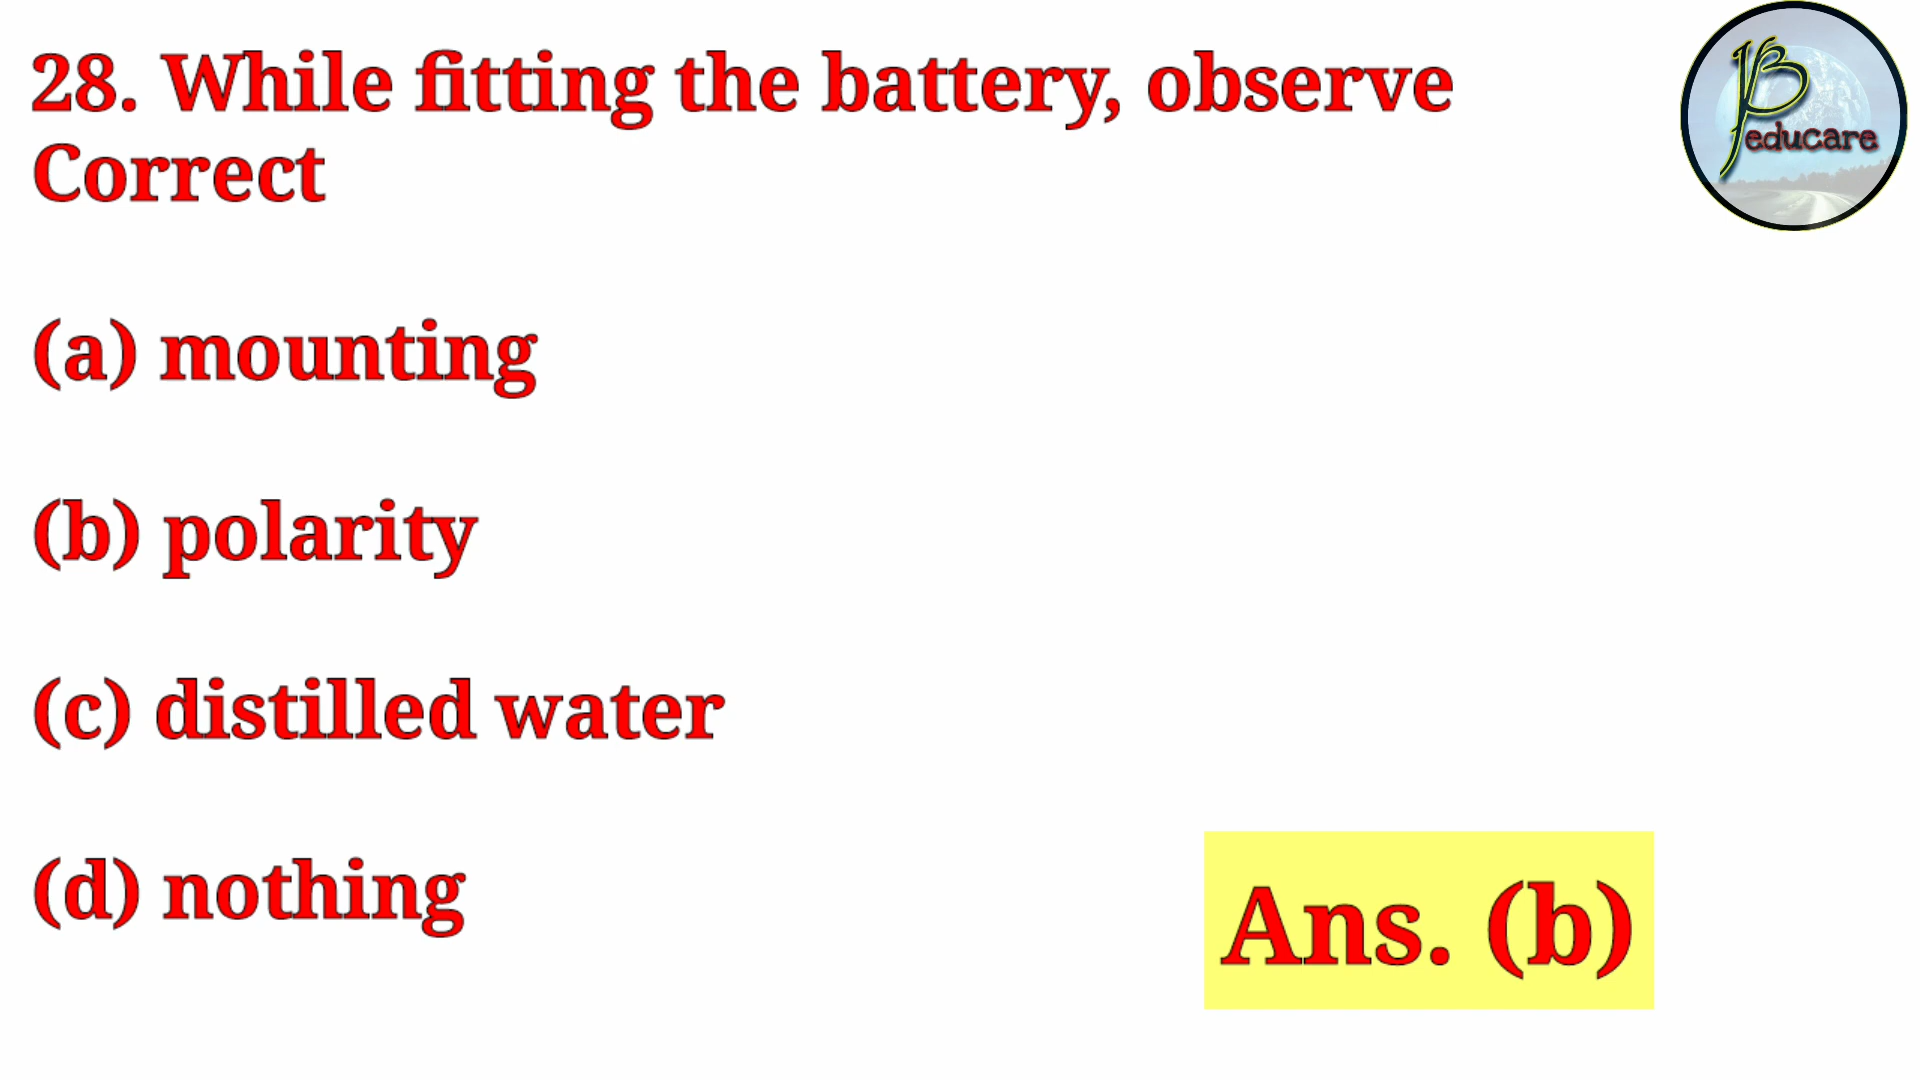 28. While fitting the battery, observe
Correct
(a) mounting
(b) polarity
(c) distilled water
(d) nothing
Ans. (b)
educare